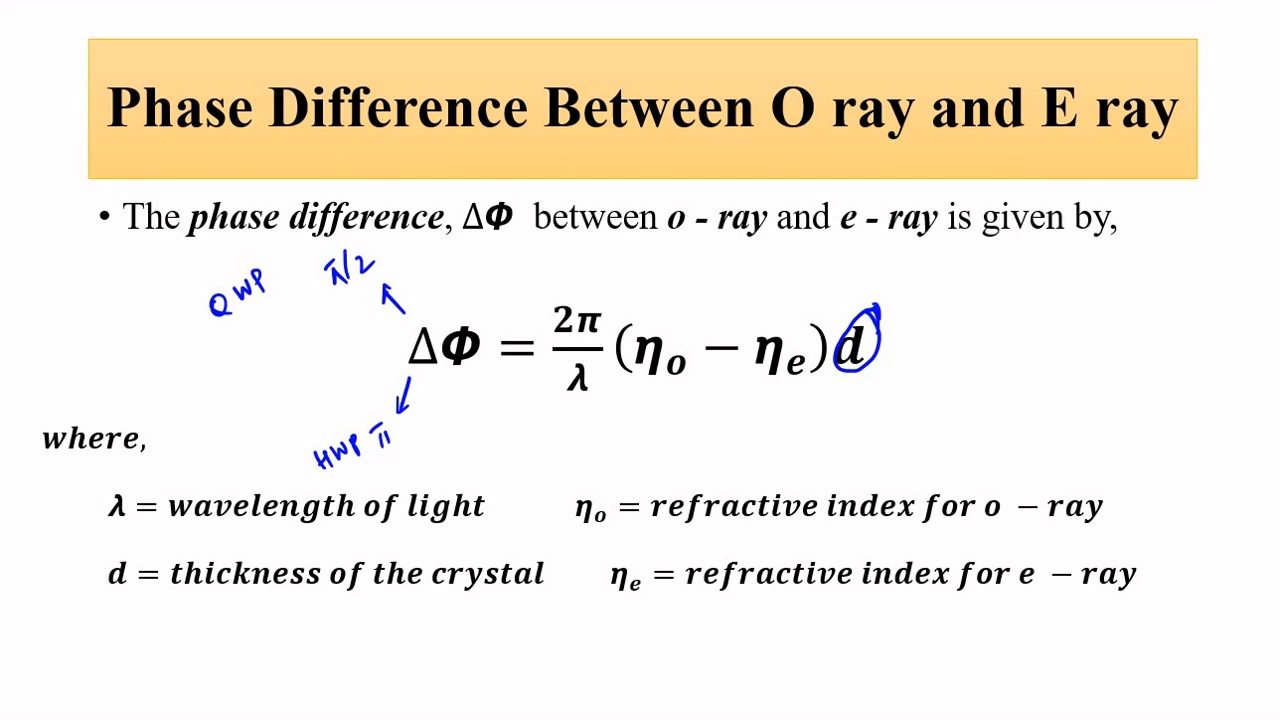 Phase Difference Between O ray and E ray
• The phase difference, ΔΦ between o - ray and e - ray is given by,
QWP π/2
ΔΦ = 2π/λ (η_o − η_e) d
HWP π
where,
λ = wavelength of light η_o = refractive index for o − ray
d = thickness of the crystal η_e = refractive index for e − ray